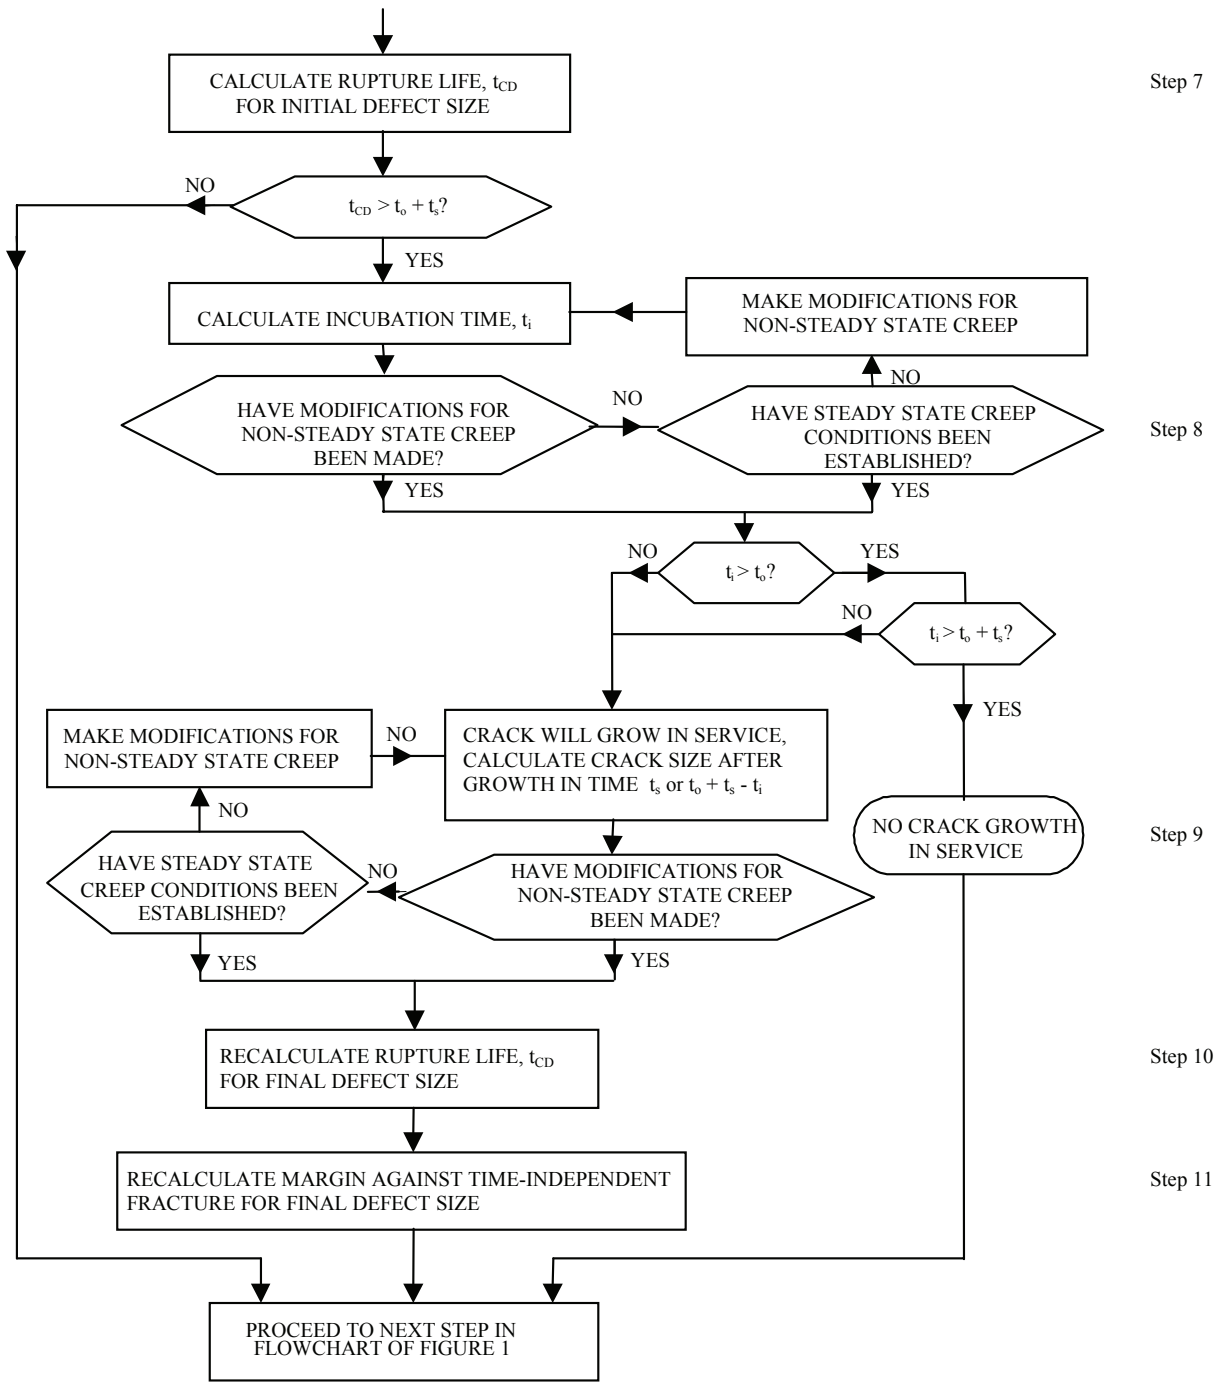 CALCULATE RUPTURE LIFE, tCD
FOR INITIAL DEFECT SIZE
Step 7
NO
tCD > to + ts?
YES
CALCULATE INCUBATION TIME, ti
MAKE MODIFICATIONS FOR
NON-STEADY STATE CREEP
NO
HAVE MODIFICATIONS FOR
NON-STEADY STATE CREEP
BEEN MADE?
NO
HAVE STEADY STATE CREEP
CONDITIONS BEEN
ESTABLISHED?
Step 8
YES
YES
NO
ti > to?
YES
NO
ti > to + ts?
YES
MAKE MODIFICATIONS FOR
NON-STEADY STATE CREEP
NO
CRACK WILL GROW IN SERVICE,
CALCULATE CRACK SIZE AFTER
GROWTH IN TIME ts or to + ts - ti
NO
NO CRACK GROWTH
IN SERVICE
Step 9
HAVE STEADY STATE
CREEP CONDITIONS BEEN
ESTABLISHED?
NO
HAVE MODIFICATIONS FOR
NON-STEADY STATE CREEP
BEEN MADE?
YES
YES
RECALCULATE RUPTURE LIFE, tCD
FOR FINAL DEFECT SIZE
Step 10
RECALCULATE MARGIN AGAINST TIME-INDEPENDENT
FRACTURE FOR FINAL DEFECT SIZE
Step 11
PROCEED TO NEXT STEP IN
FLOWCHART OF FIGURE 1